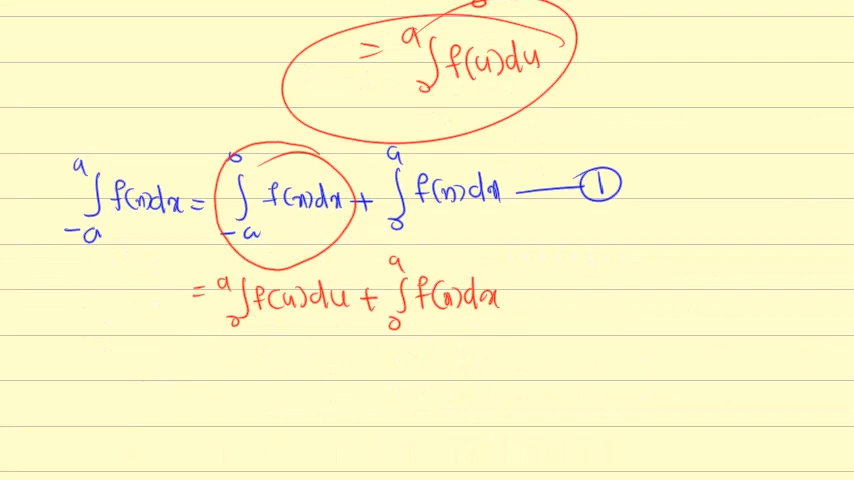 = ∫₀ᵃ f(u)du
∫₋ₐᵃ f(x)dx = ∫₋ₐ⁰ f(x)dx + ∫₀ᵃ f(x)dx — ①
= ∫₀ᵃ f(u)du + ∫₀ᵃ f(x)dx